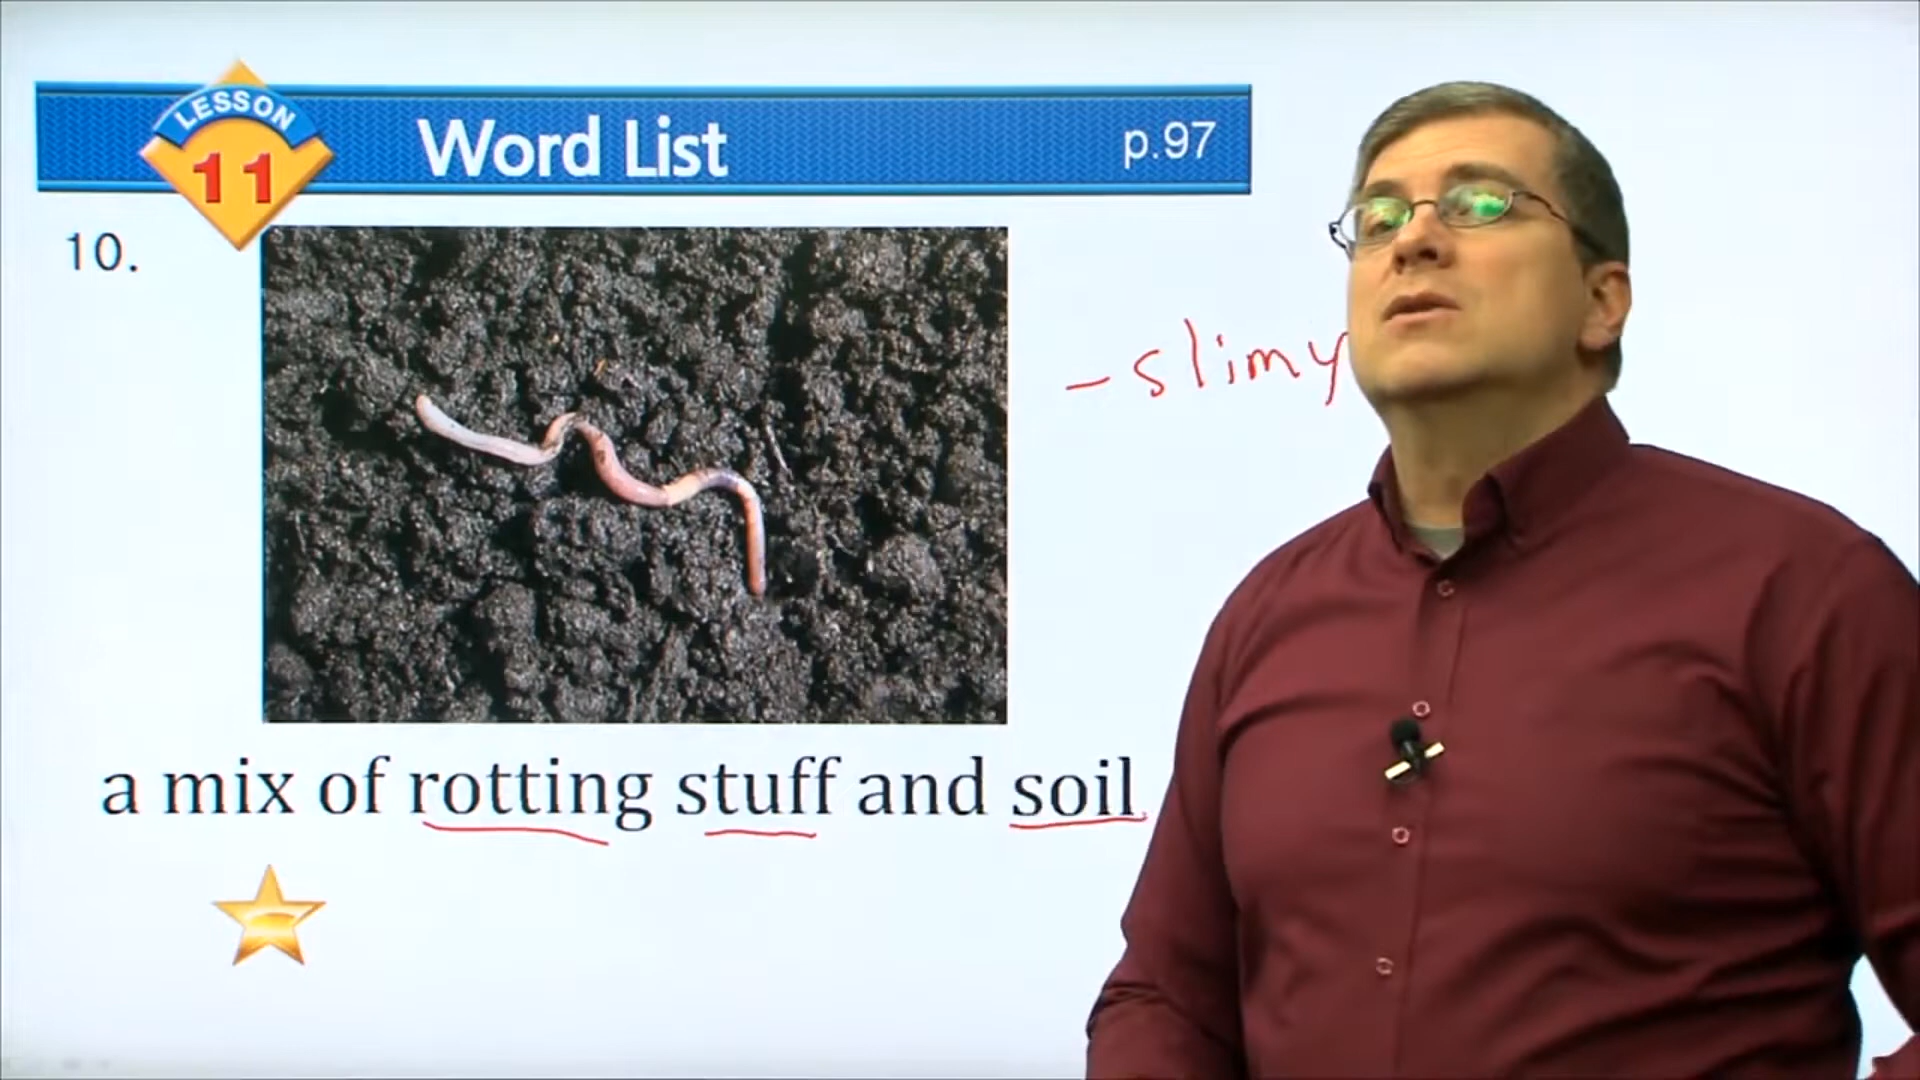 LESSON
11
Word List
p.97
10.
-slimy
a mix of rotting stuff and soil